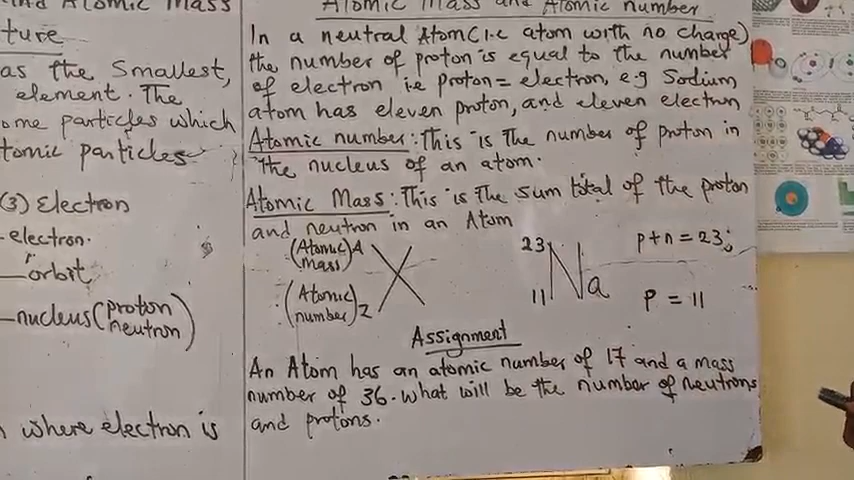 and Atomic Mass
ture
as the Smallest,
element. The
ome particles which
tomic particles
(3) Electron
-electron.
orbit
-nucleus(proton
neutron)
where electron is
Atomic Mass and Atomic number
In a neutral Atom(i.e atom with no charge)
the number of proton is equal to the number
of electron i.e proton = electron, e.g Sodium
atom has eleven proton, and eleven electron
Atomic number: This is the number of proton in
the nucleus of an atom.
Atomic Mass: This is the sum total of the proton
and neutron in an Atom
(Atomic mass) A
X
(Atomic number) Z
23
Na
11
p+n = 23;
p = 11
Assignment
An Atom has an atomic number of 17 and a mass
number of 36. what will be the number of neutrons
and protons.